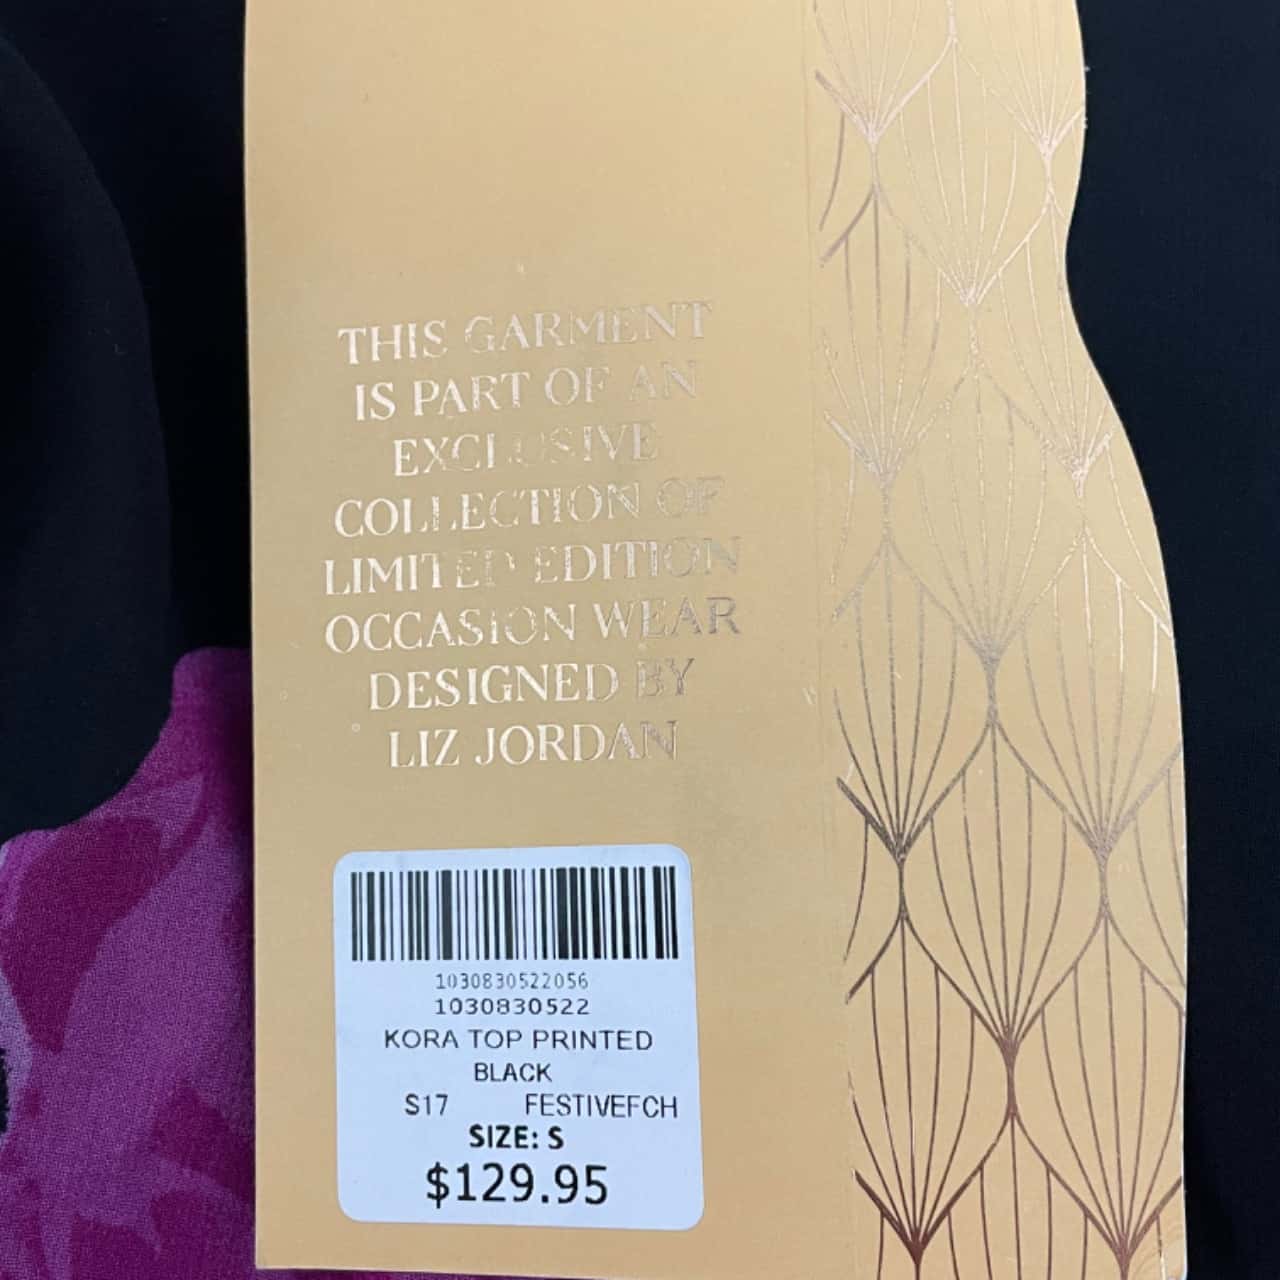 THIS GARMENT
IS PART OF AN
EXCLUSIVE
COLLECTION OF
LIMITED EDITION
OCCASION WEAR
DESIGNED BY
LIZ JORDAN
1030830522056
1030830522
KORA TOP PRINTED
BLACK
S17 FESTIVEFCH
SIZE: S
$129.95